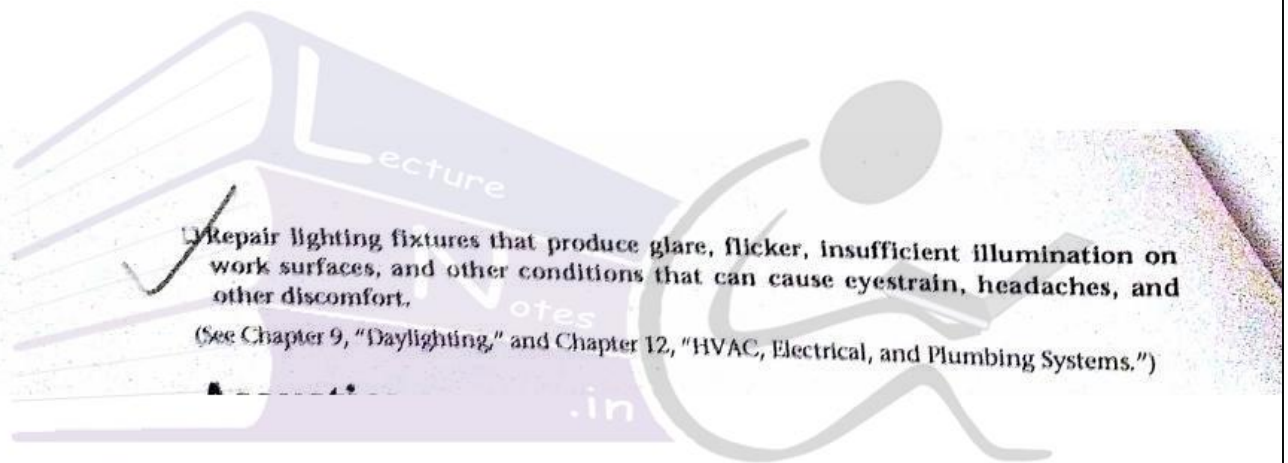 Lecture
Notes
.in
❑ Repair lighting fixtures that produce glare, flicker, insufficient illumination on
work surfaces, and other conditions that can cause eyestrain, headaches, and
other discomfort.
(See Chapter 9, “Daylighting,” and Chapter 12, “HVAC, Electrical, and Plumbing Systems.”)